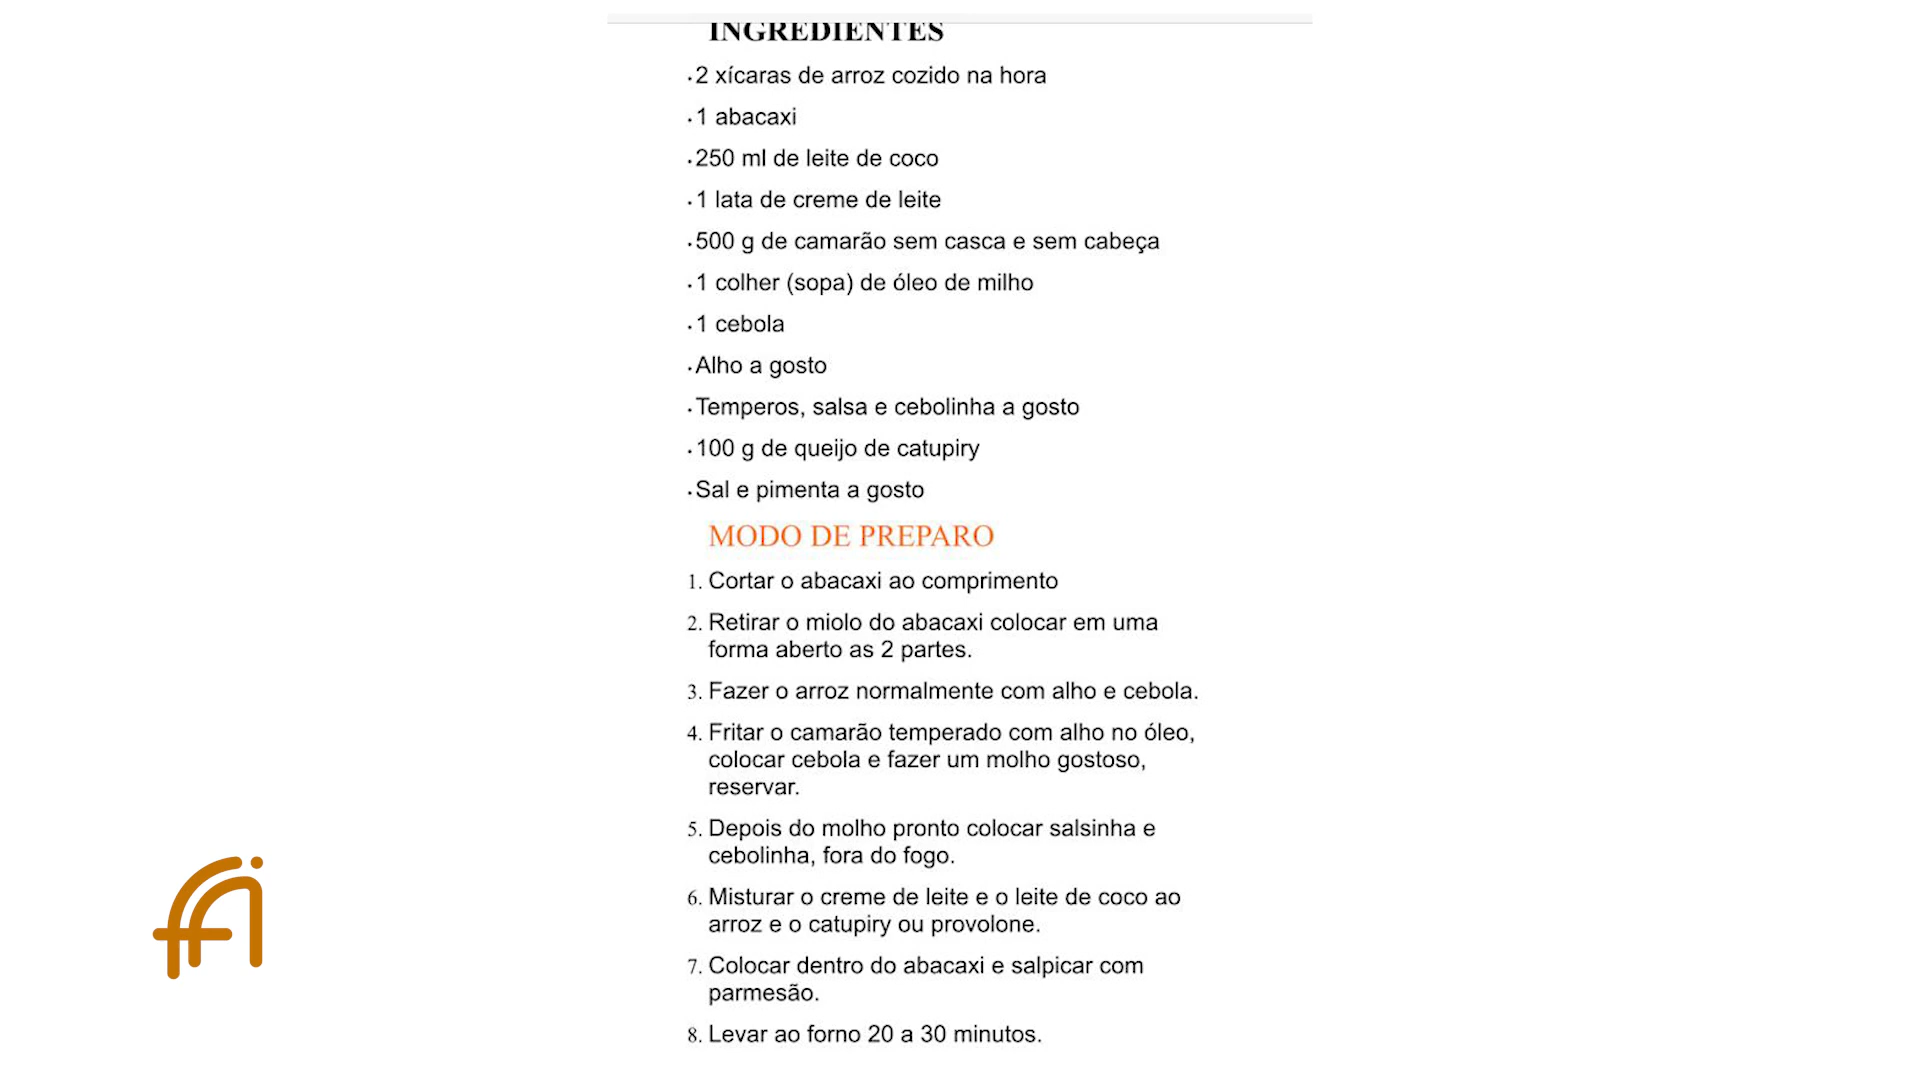 INGREDIENTES
•2 xícaras de arroz cozido na hora
•1 abacaxi
•250 ml de leite de coco
•1 lata de creme de leite
•500 g de camarão sem casca e sem cabeça
•1 colher (sopa) de óleo de milho
•1 cebola
•Alho a gosto
•Temperos, salsa e cebolinha a gosto
•100 g de queijo de catupiry
•Sal e pimenta a gosto
MODO DE PREPARO
1. Cortar o abacaxi ao comprimento
2. Retirar o miolo do abacaxi colocar em uma
forma aberto as 2 partes.
3. Fazer o arroz normalmente com alho e cebola.
4. Fritar o camarão temperado com alho no óleo,
colocar cebola e fazer um molho gostoso,
reservar.
5. Depois do molho pronto colocar salsinha e
cebolinha, fora do fogo.
6. Misturar o creme de leite e o leite de coco ao
arroz e o catupiry ou provolone.
7. Colocar dentro do abacaxi e salpicar com
parmesão.
8. Levar ao forno 20 a 30 minutos.